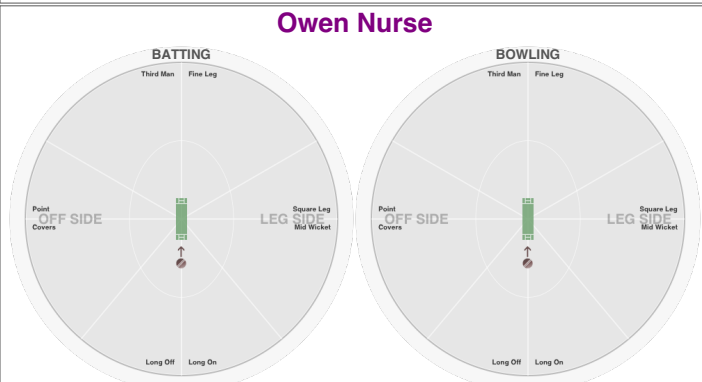 Owen Nurse
BATTING
Third Man Fine Leg
Point
OFF SIDE
Covers
Square Leg
LEG SIDE
Mid Wicket
Long Off Long On
BOWLING
Third Man Fine Leg
Point
OFF SIDE
Covers
Square Leg
LEG SIDE
Mid Wicket
Long Off Long On